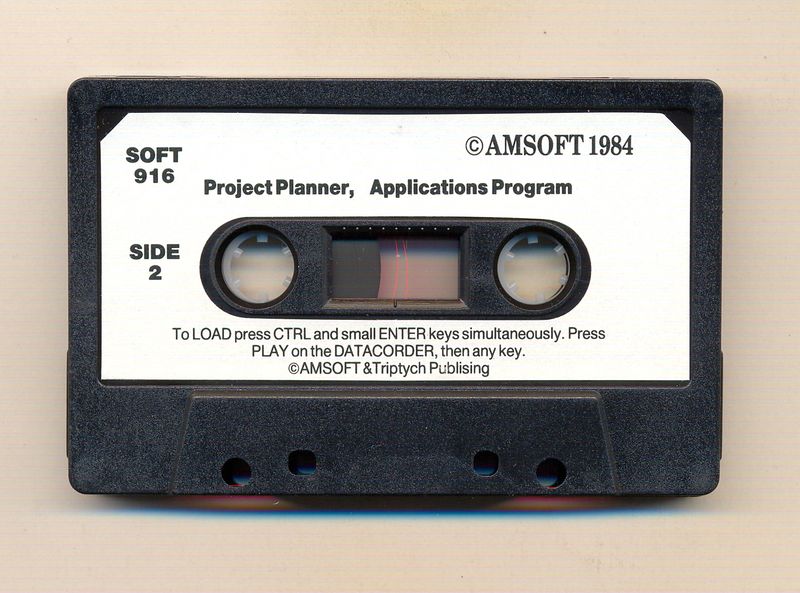 SOFT
916
©AMSOFT 1984
Project Planner, Applications Program
SIDE
2
To LOAD press CTRL and small ENTER keys simultaneously. Press
PLAY on the DATACORDER, then any key.
©AMSOFT &Triptych Publising